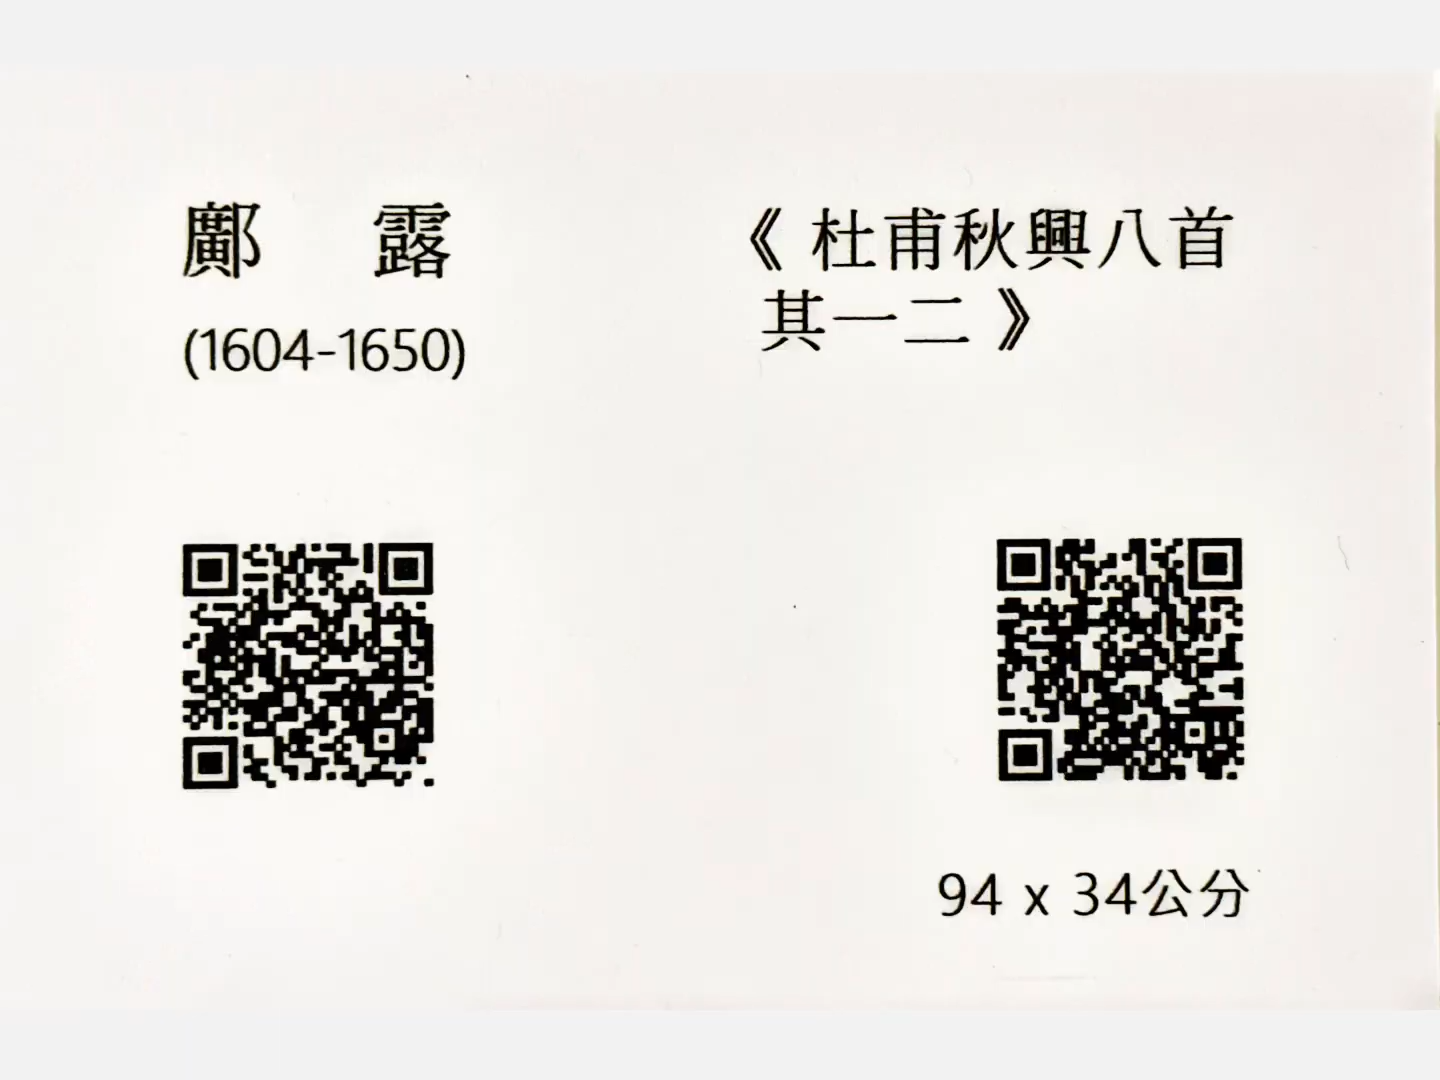 鄺 露
(1604-1650)
《 杜甫秋興八首
其一二 》
94 x 34公分